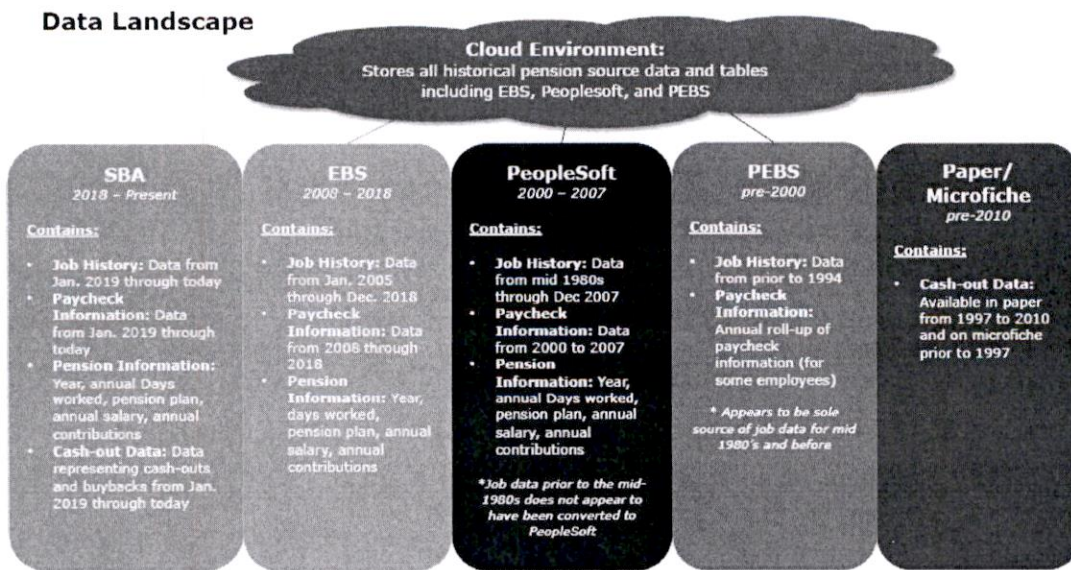 Data Landscape
Cloud Environment:
Stores all historical pension source data and tables
including EBS, Peoplesoft, and PEBS
SBA
2018 – Present
Contains:
• Job History: Data from
Jan. 2019 through today
• Paycheck
Information: Data
from Jan. 2019 through
today
• Pension Information:
Year, annual Days
worked, pension plan,
annual salary, annual
contributions
• Cash-out Data: Data
representing cash-outs
and buybacks from Jan.
2019 through today
EBS
2008 – 2018
Contains:
• Job History: Data
from Jan. 2005
through Dec. 2018
• Paycheck
Information: Data
from 2008 through
2018
• Pension
Information: Year,
days worked,
pension plan, annual
salary, annual
contributions
PeopleSoft
2000 – 2007
Contains:
• Job History: Data
from mid 1980s
through Dec 2007
• Paycheck
Information: Data
from 2000 to 2007
• Pension
Information: Year,
annual Days worked,
pension plan, annual
salary, annual
contributions
*Job data prior to the mid-
1980s does not appear to
have been converted to
PeopleSoft
PEBS
pre-2000
Contains:
• Job History: Data
from prior to 1994
• Paycheck
Information:
Annual roll-up of
paycheck
information (for
some employees)
* Appears to be sole
source of job data for mid
1980's and before
Paper/
Microfiche
pre-2010
Contains:
• Cash-out Data:
Available in paper
from 1997 to 2010
and on microfiche
prior to 1997